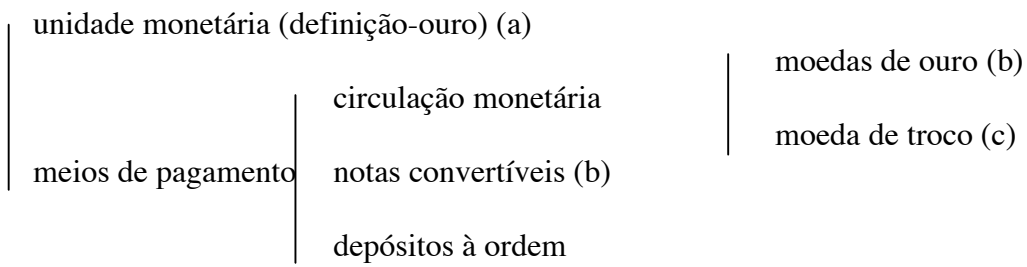 unidade monetária (definição-ouro) (a)
moedas de ouro (b)
circulação monetária
moeda de troco (c)
meios de pagamento
notas convertíveis (b)
depósitos à ordem